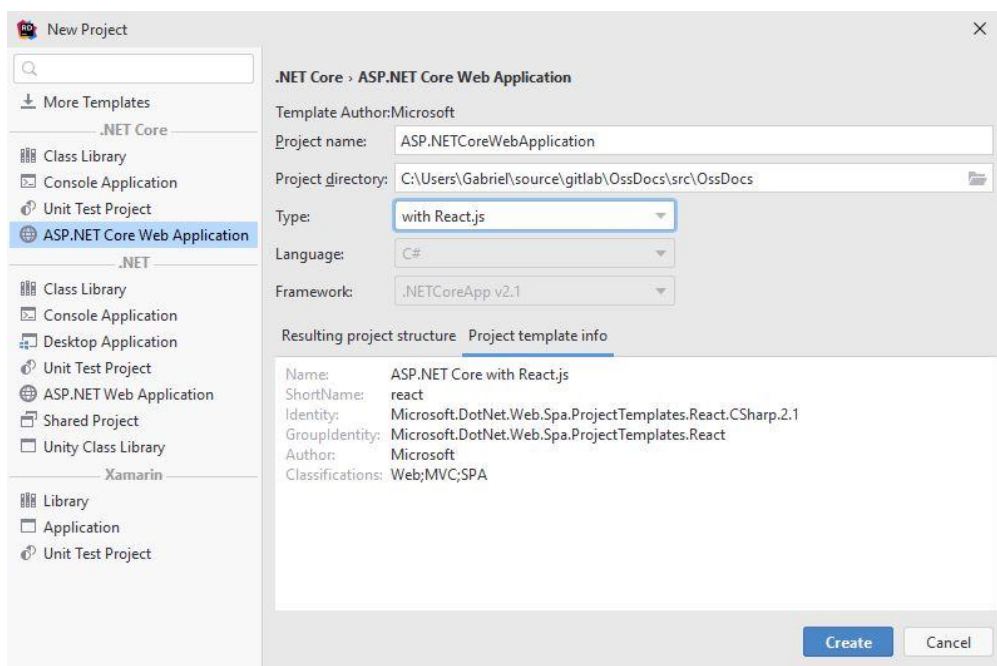 RD New Project
More Templates
.NET Core
Class Library
Console Application
Unit Test Project
ASP.NET Core Web Application
.NET
Class Library
Console Application
Desktop Application
Unit Test Project
ASP.NET Web Application
Shared Project
Unity Class Library
Xamarin
Library
Application
Unit Test Project
.NET Core › ASP.NET Core Web Application
Template Author:Microsoft
Project name: ASP.NETCoreWebApplication
Project directory: C:\Users\Gabriel\source\gitlab\OssDocs\src\OssDocs
Type: with React.js
Language: C#
Framework: .NETCoreApp v2.1
Resulting project structure Project template info
Name: ASP.NET Core with React.js
ShortName: react
Identity: Microsoft.DotNet.Web.Spa.ProjectTemplates.React.CSharp.2.1
GroupIdentity: Microsoft.DotNet.Web.Spa.ProjectTemplates.React
Author: Microsoft
Classifications: Web;MVC;SPA
Create Cancel